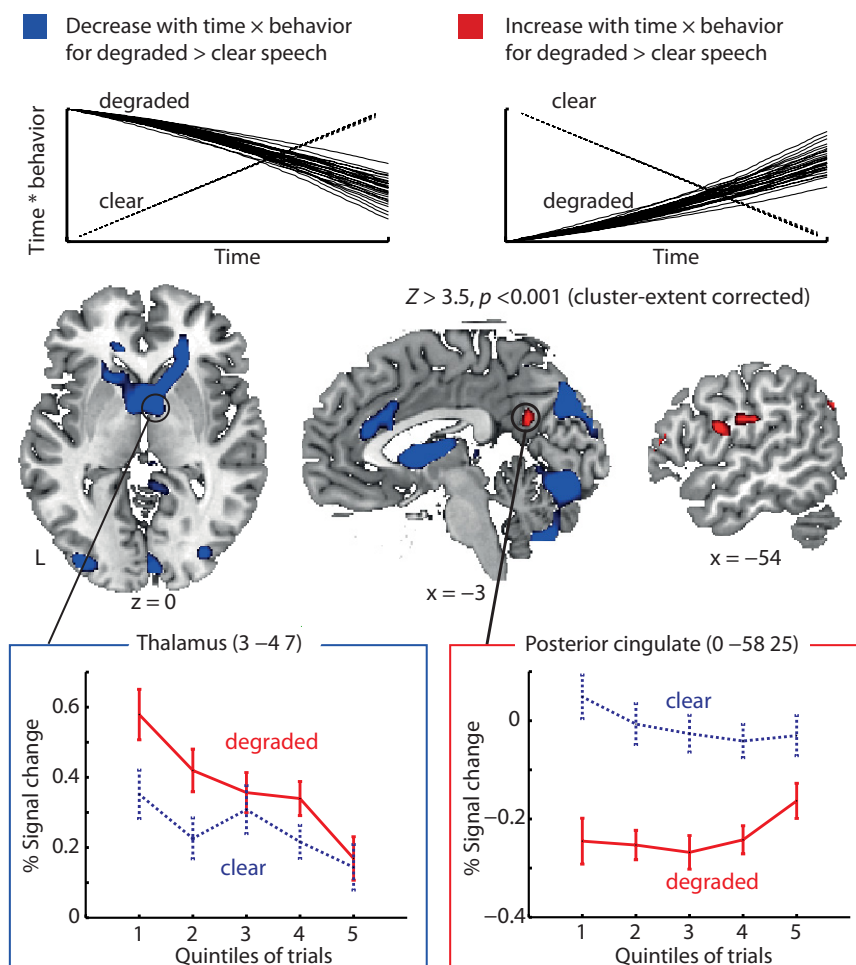 Decrease with time × behavior
for degraded > clear speech
Increase with time × behavior
for degraded > clear speech
Time * behavior
degraded
clear
Time
clear
degraded
Time
Z > 3.5, p <0.001 (cluster-extent corrected)
L
z = 0
x = −3
x = −54
Thalamus (3 −4 7)
% Signal change
0.6
0.4
0.2
0
degraded
clear
1 2 3 4 5
Quintiles of trials
Posterior cingulate (0 −58 25)
% Signal change
0
−0.2
−0.4
clear
degraded
1 2 3 4 5
Quintiles of trials